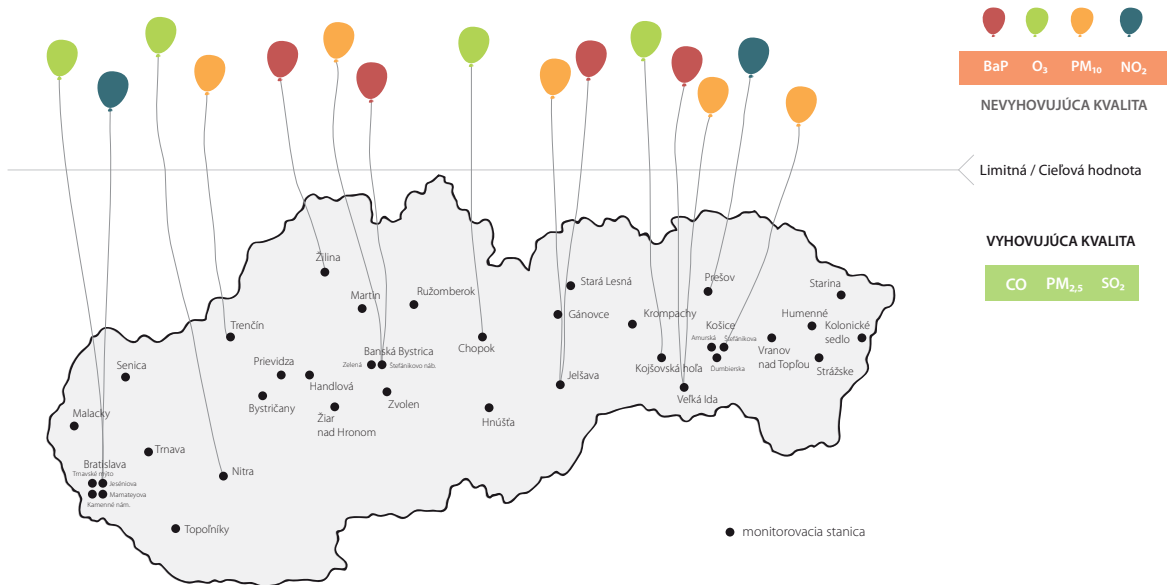 BaP O₃ PM₁₀ NO₂
NEVYHOVUJÚCA KVALITA
Limitná / Cieľová hodnota
VYHOVUJÚCA KVALITA
CO PM₂,₅ SO₂
Žilina
Martin
Ružomberok
Stará Lesná
Gánovce
Krompachy
Prešov
Starina
Humenné
Kolonické
sedlo
Košice
Amurská
Štefánikova
Ďumbierska
Vranov
nad Topľou
Strážske
Trenčín
Senica
Prievidza
Handlová
Bystričany
Banská Bystrica
Zelená
Štefánikovo náb.
Zvolen
Žiar
nad Hronom
Chopok
Jelšava
Kojšovská hoľa
Veľká Ida
Hnúšťa
Malacky
Trnava
Bratislava
Trnavské mýto
Jeséniova
Mamateyova
Kamenné nám.
Nitra
Topoľníky
monitorovacia stanica